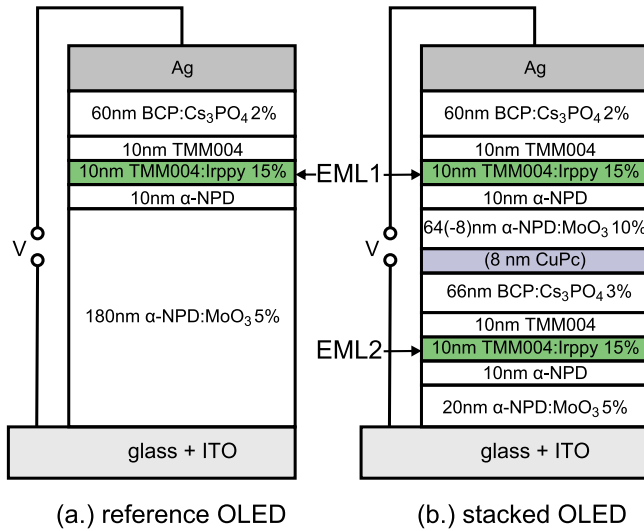 Ag
60nm BCP:Cs₃PO₄ 2%
10nm TMM004
10nm TMM004:Irppy 15%
10nm α-NPD
180nm α-NPD:MoO₃ 5%
glass + ITO
V
(a.) reference OLED
EML1
EML2
Ag
60nm BCP:Cs₃PO₄ 2%
10nm TMM004
10nm TMM004:Irppy 15%
10nm α-NPD
64(-8)nm α-NPD:MoO₃ 10%
(8 nm CuPc)
66nm BCP:Cs₃PO₄ 3%
10nm TMM004
10nm TMM004:Irppy 15%
10nm α-NPD
20nm α-NPD:MoO₃ 5%
glass + ITO
V
(b.) stacked OLED